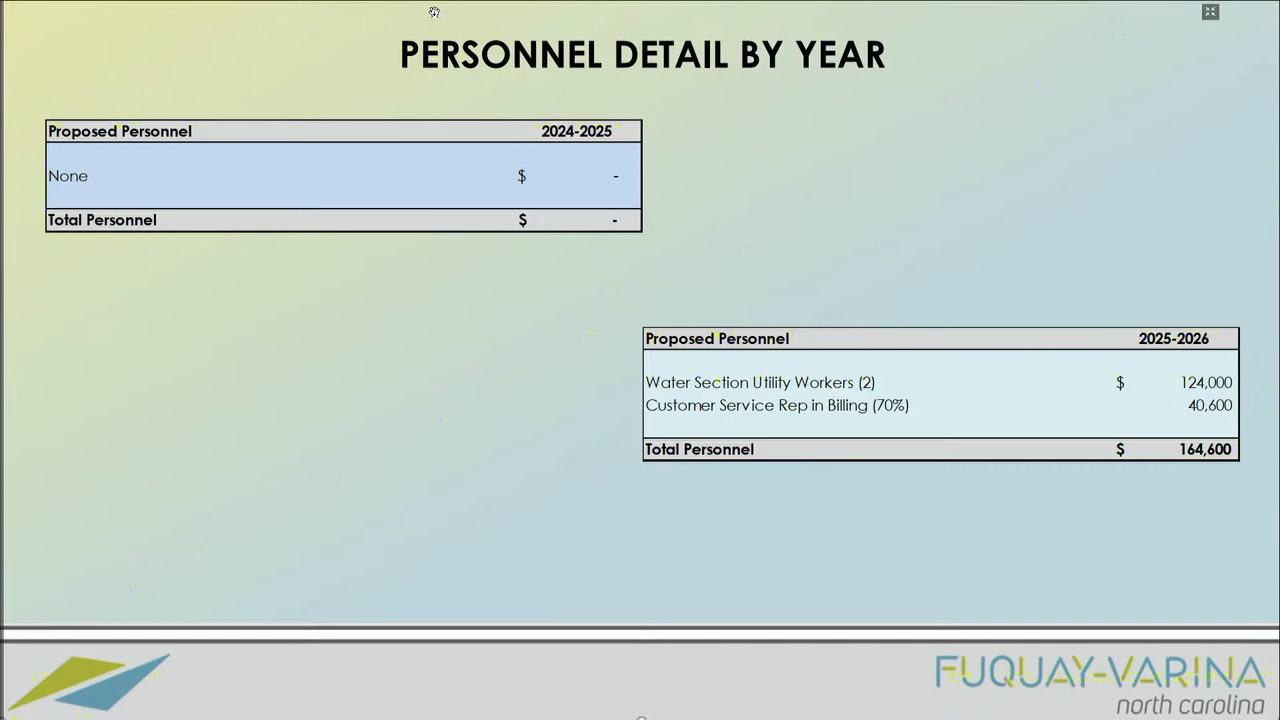 PERSONNEL DETAIL BY YEAR
Proposed Personnel 2024-2025
None $ -
Total Personnel $ -
Proposed Personnel 2025-2026
Water Section Utility Workers (2) $ 124,000
Customer Service Rep in Billing (70%) 40,600
Total Personnel $ 164,600
FUQUAY-VARINA
north carolina